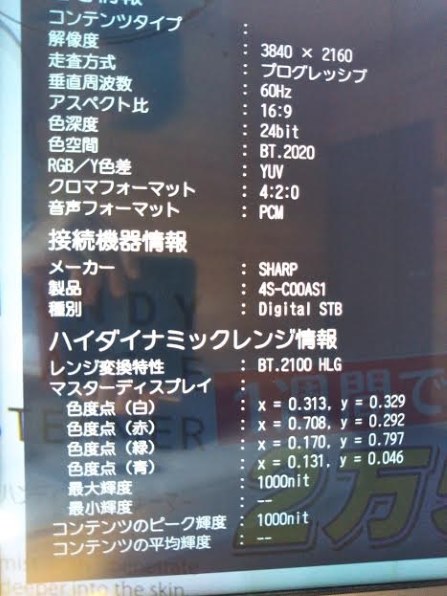 コンテンツタイプ :
解像度 : 3840 × 2160
走査方式 : プログレッシブ
垂直周波数 : 60Hz
アスペクト比 : 16:9
色深度 : 24bit
色空間 : BT.2020
RGB／Y色差 : YUV
クロマフォーマット : 4:2:0
音声フォーマット : PCM
接続機器情報
メーカー : SHARP
製品 : 4S-C00AS1
種別 : Digital STB
ハイダイナミックレンジ情報
レンジ変換特性 : BT.2100 HLG
マスターディスプレイ :
色度点（白） : x = 0.313, y = 0.329
色度点（赤） : x = 0.708, y = 0.292
色度点（緑） : x = 0.170, y = 0.797
色度点（青） : x = 0.131, y = 0.046
最大輝度 : 1000nit
最小輝度 : --
コンテンツのピーク輝度 : 1000nit
コンテンツの平均輝度 : --
週間で
2万
eeper into the skin